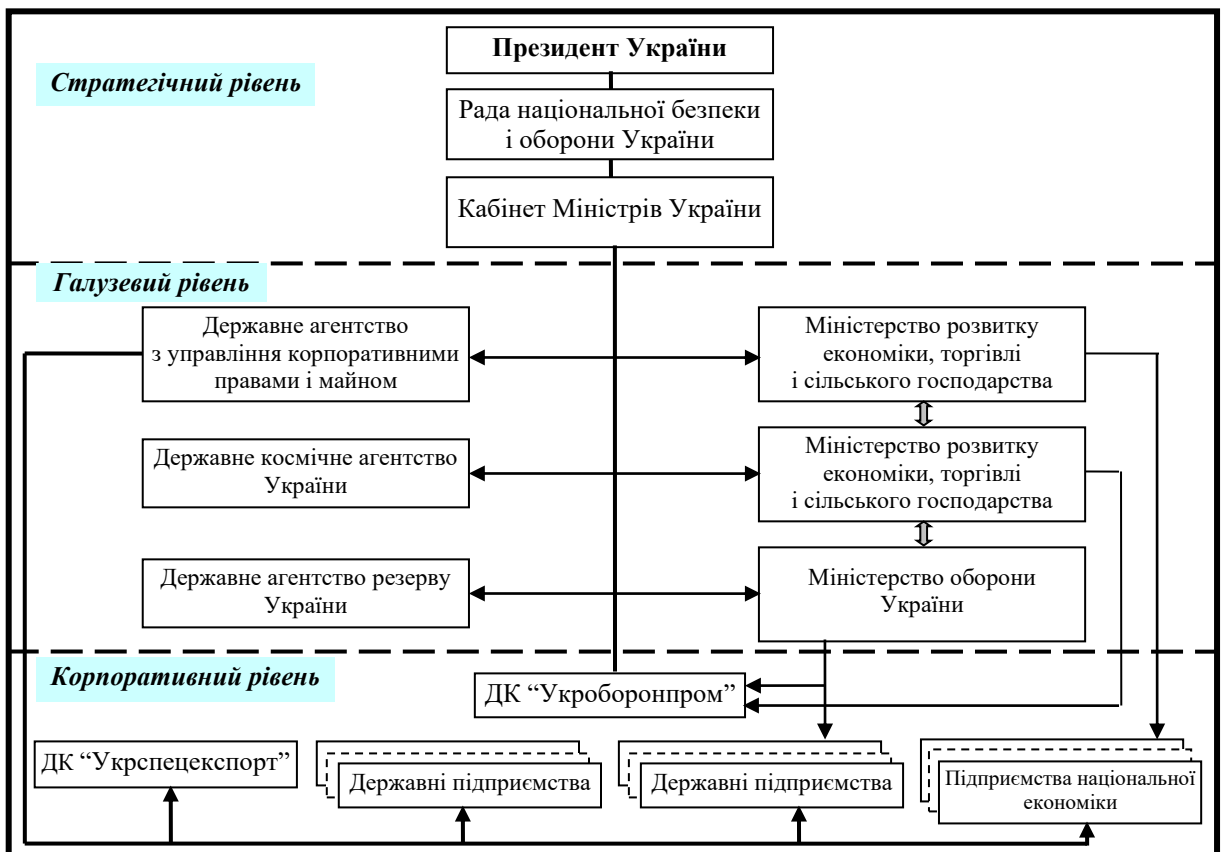 Президент України
Стратегічний рівень
Рада національної безпеки
і оборони України
Кабінет Міністрів України
Галузевий рівень
Державне агентство
з управління корпоративними
правами і майном
Міністерство розвитку
економіки, торгівлі
і сільського господарства
Державне космічне агентство
України
Міністерство розвитку
економіки, торгівлі
і сільського господарства
Державне агентство резерву
України
Міністерство оборони
України
Корпоративний рівень
ДК “Укроборонпром”
ДК “Укрспецекспорт”
Державні підприємства
Державні підприємства
Підприємства національної
економіки